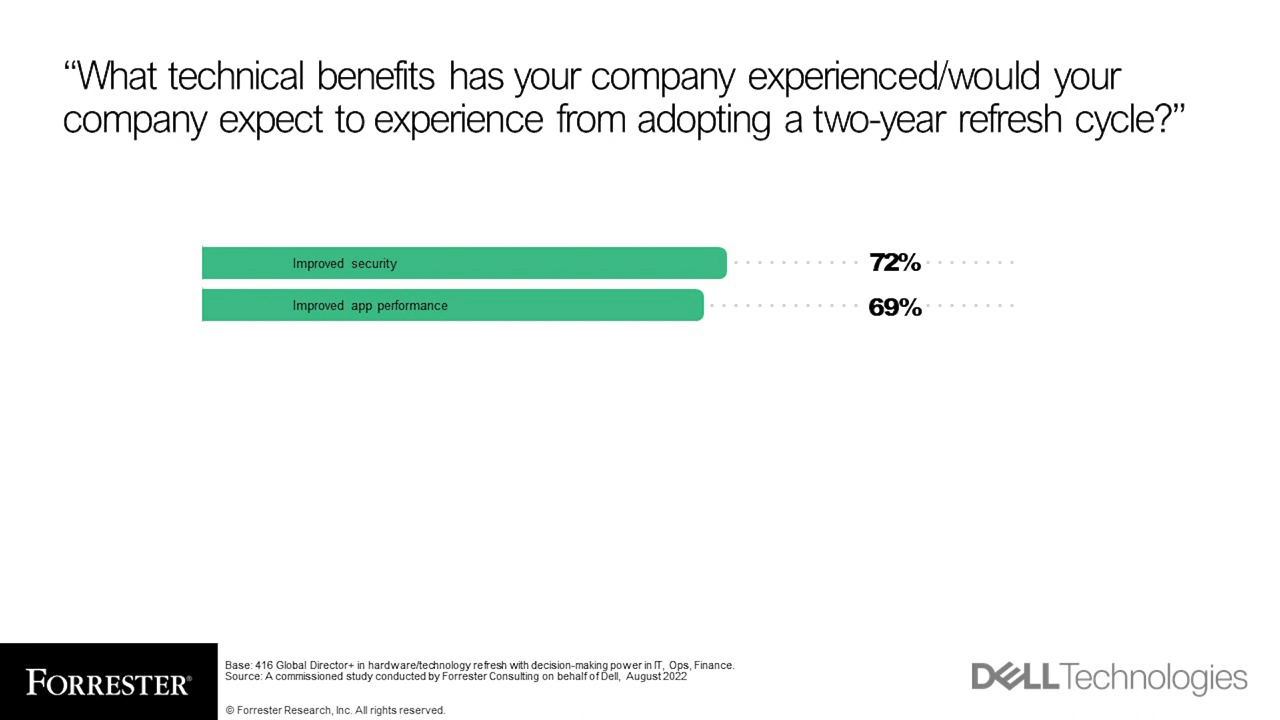 “What technical benefits has your company experienced/would your
company expect to experience from adopting a two-year refresh cycle?”
Improved security 72%
Improved app performance 69%
FORRESTER®
Base: 416 Global Director+ in hardware/technology refresh with decision-making power in IT, Ops, Finance.
Source: A commissioned study conducted by Forrester Consulting on behalf of Dell, August 2022
© Forrester Research, Inc. All rights reserved.
DELL Technologies